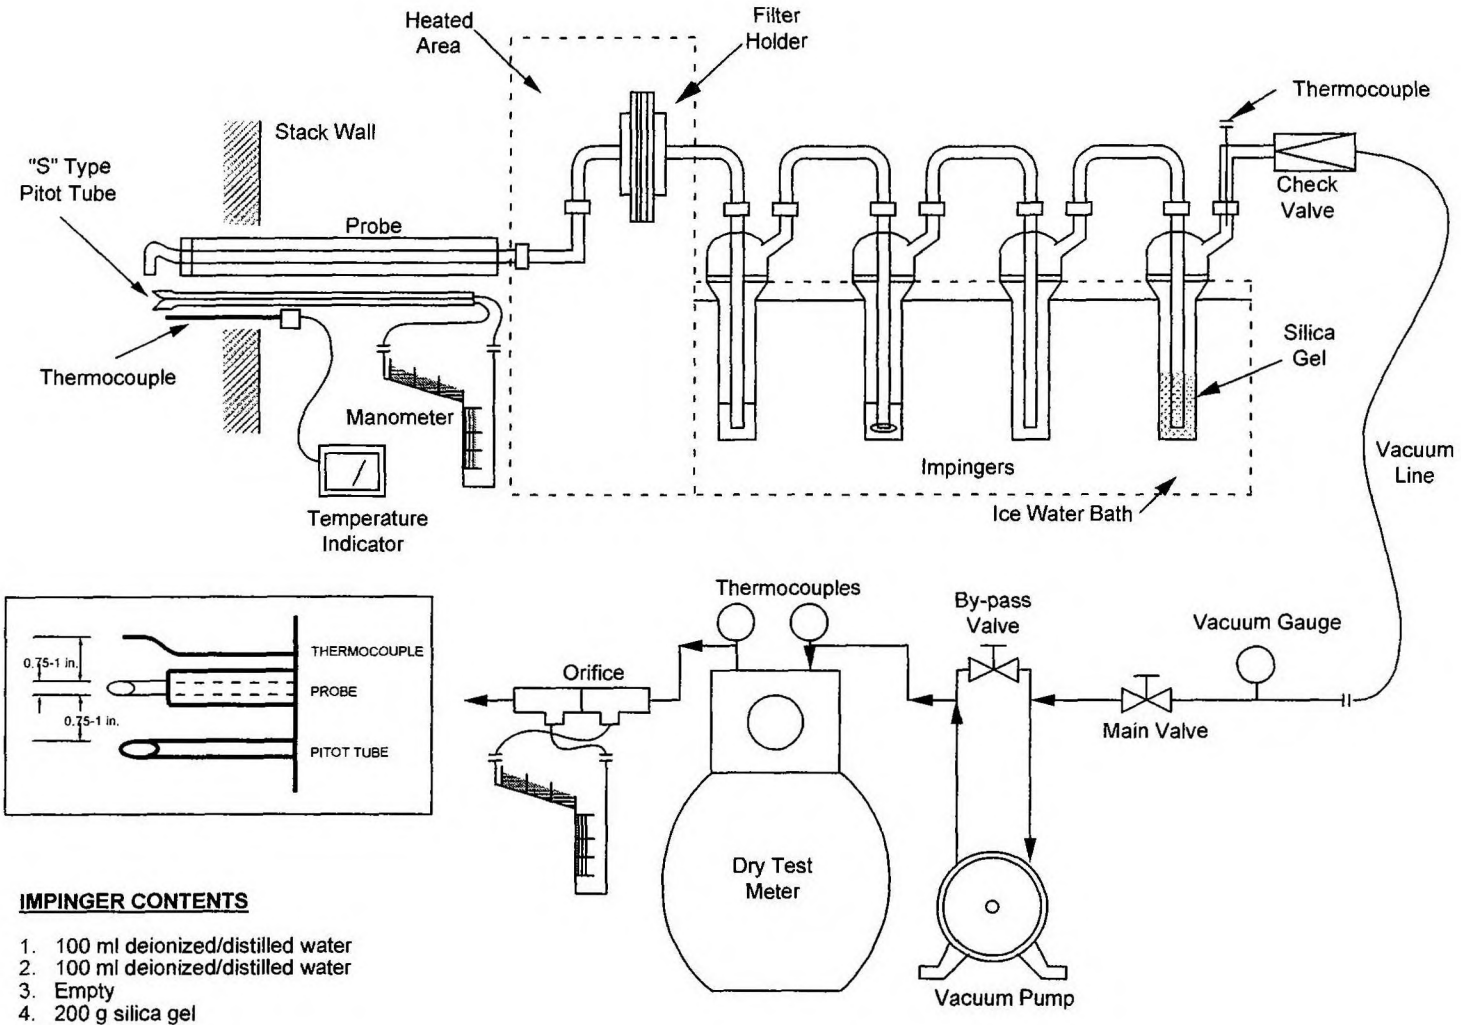 Heated
Area
Filter
Holder
Thermocouple
Stack Wall
"S" Type
Pitot Tube
Probe
Check
Valve
Thermocouple
Manometer
Silica
Gel
Vacuum
Line
Impingers
Ice Water Bath
Temperature
Indicator
Thermocouples
By-pass
Valve
Vacuum Gauge
Orifice
Main Valve
THERMOCOUPLE
0.75-1 in.
PROBE
0.75-1 in.
PITOT TUBE
Dry Test
Meter
Vacuum Pump
IMPINGER CONTENTS
1. 100 ml deionized/distilled water
2. 100 ml deionized/distilled water
3. Empty
4. 200 g silica gel